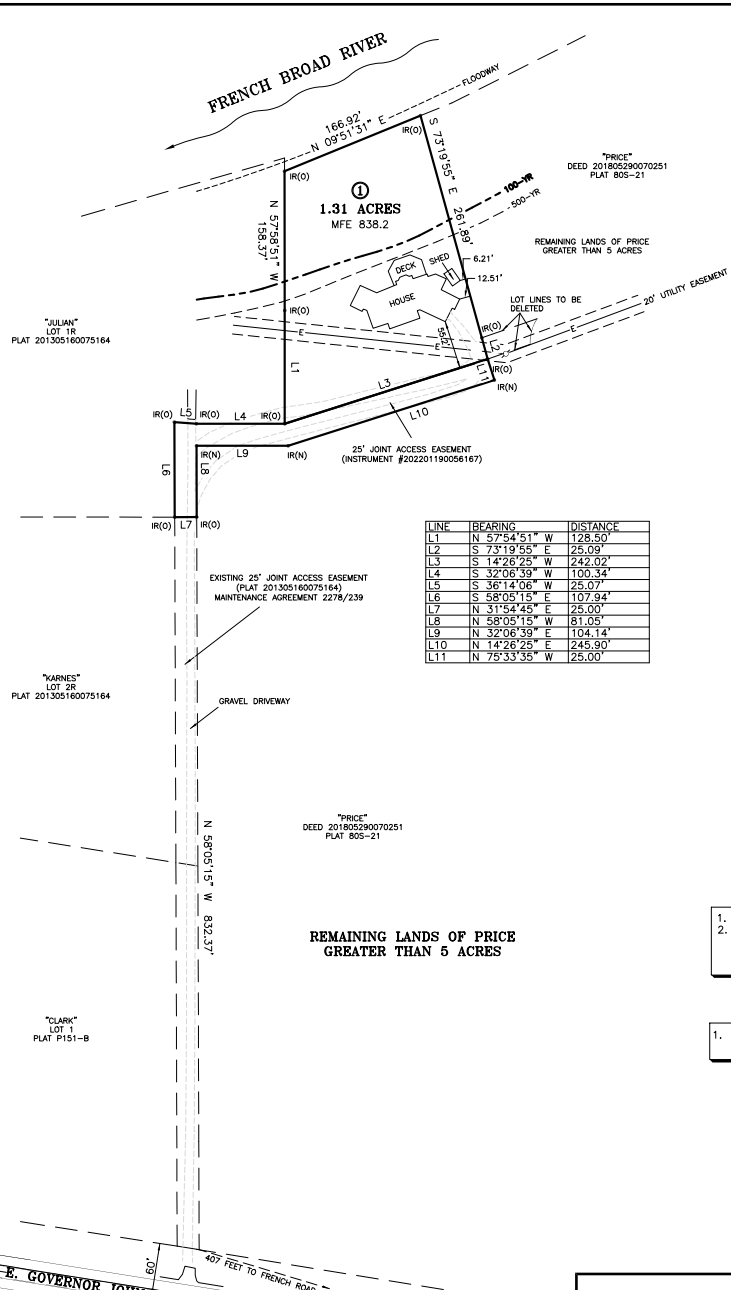 FRENCH BROAD RIVER
FLOODWAY
166.92'
N 09°51'31" E
IR(O)
S 73°19'55" E 261.89'
"PRICE"
DEED 201805290070251
PLAT 80S-21
IR(O)
1
1.31 ACRES
MFE 838.2
100-YR
500-YR
N 57°58'51" W
158.37'
REMAINING LANDS OF PRICE
GREATER THAN 5 ACRES
SHED
DECK
6.21'
12.51'
HOUSE
LOT LINES TO BE
DELETED
20' UTILITY EASEMENT
"JULIAN"
LOT 1R
PLAT 201305160075164
IR(O)
E
E
E
55.2'
IR(O)
L2
L1
L3
L11
IR(O)
IR(N)
L5
IR(O)
IR(O)
L4
IR(O)
L10
L6
L8
IR(N)
L9
IR(N)
25' JOINT ACCESS EASEMENT
(INSTRUMENT #202201190056167)
IR(O)
L7
IR(O)
LINE BEARING DISTANCE
L1 N 57°54'51" W 128.50'
L2 S 73°19'55" E 25.09'
L3 S 14°26'25" W 242.02'
L4 S 32°06'39" W 100.34'
L5 S 36°14'06" W 25.07'
L6 S 58°05'15" E 107.94'
L7 N 31°54'45" E 25.00'
L8 N 58°05'15" W 81.05'
L9 N 32°06'39" E 104.14'
L10 N 14°26'25" E 245.90'
L11 N 75°33'35" W 25.00'
EXISTING 25' JOINT ACCESS EASEMENT
(PLAT 201305160075164)
MAINTENANCE AGREEMENT 2278/239
"KARNES"
LOT 2R
PLAT 201305160075164
GRAVEL DRIVEWAY
N 58°05'15" W 832.37'
"PRICE"
DEED 201805290070251
PLAT 80S-21
REMAINING LANDS OF PRICE
GREATER THAN 5 ACRES
1.
2.
"CLARK"
LOT 1
PLAT P151-B
1.
60'
407 FEET TO FRENCH ROAD
E. GOVERNOR JOHN